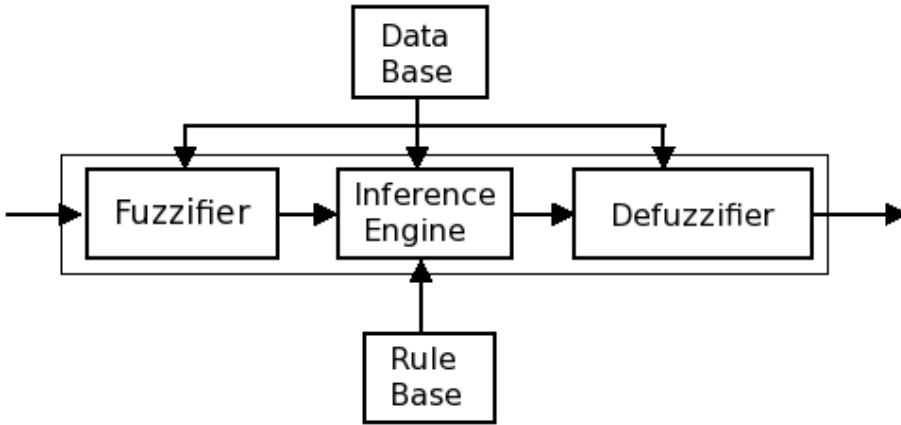 Data
Base
Fuzzifier
Inference
Engine
Defuzzifier
Rule
Base